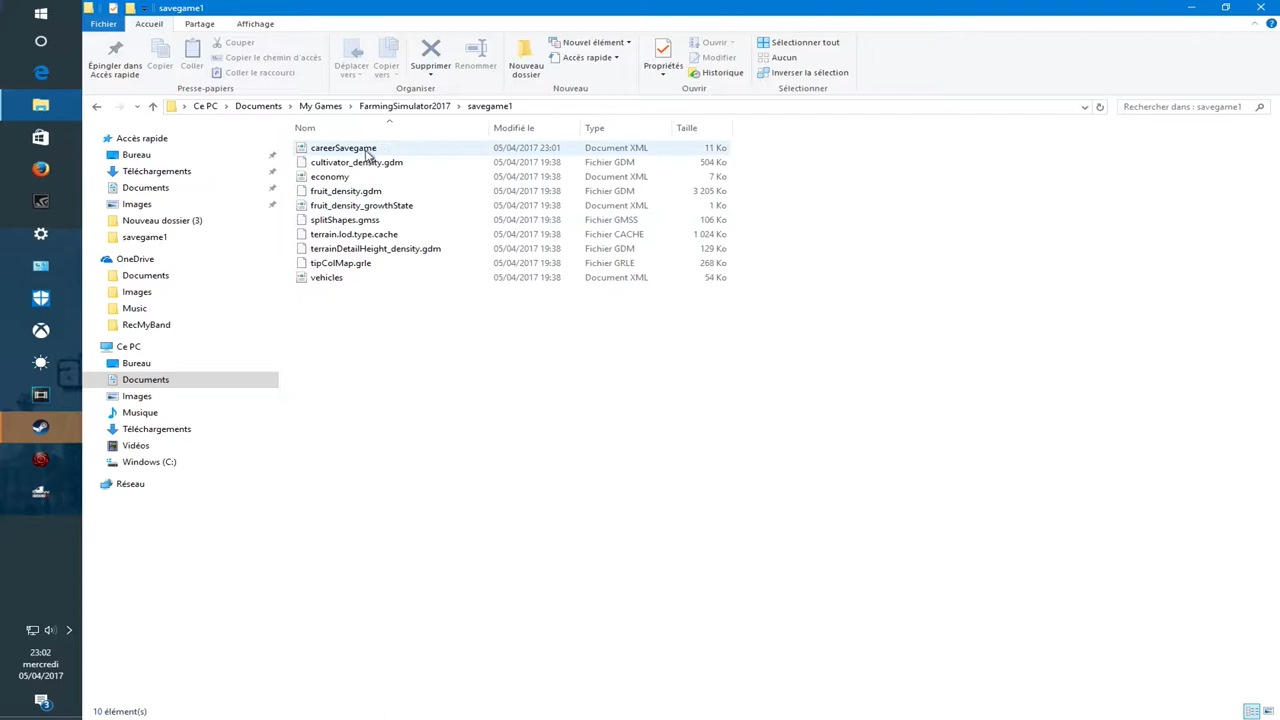 savegame1
Fichier Accueil Partage Affichage
Épingler dans Accès rapide
Copier
Coller
Couper
Copier le chemin d'accès
Coller le raccourci
Presse-papiers
Déplacer vers
Copier vers
Supprimer
Renommer
Organiser
Nouveau dossier
Nouvel élément
Accès rapide
Nouveau
Propriétés
Ouvrir
Modifier
Historique
Ouvrir
Sélectionner tout
Aucun
Inverser la sélection
Sélectionner
Ce PC Documents My Games FarmingSimulator2017 savegame1
Rechercher dans : savegame1
Accès rapide
Bureau
Téléchargements
Documents
Images
Nouveau dossier (3)
savegame1
OneDrive
Documents
Images
Music
RecMyBand
Ce PC
Bureau
Documents
Images
Musique
Téléchargements
Vidéos
Windows (C:)
Réseau
Nom Modifié le Type Taille
careerSavegame 05/04/2017 23:01 Document XML 11 Ko
cultivator_density.gdm 05/04/2017 19:38 Fichier GDM 504 Ko
economy 05/04/2017 19:38 Document XML 7 Ko
fruit_density.gdm 05/04/2017 19:38 Fichier GDM 3 205 Ko
fruit_density_growthState 05/04/2017 19:38 Document XML 1 Ko
splitShapes.gmss 05/04/2017 19:38 Fichier GMSS 106 Ko
terrain.lod.type.cache 05/04/2017 19:38 Fichier CACHE 1 024 Ko
terrainDetailHeight_density.gdm 05/04/2017 19:38 Fichier GDM 129 Ko
tipColMap.grle 05/04/2017 19:38 Fichier GRLE 268 Ko
vehicles 05/04/2017 19:38 Document XML 54 Ko
23:02
mercredi
05/04/2017
3
10 élément(s)